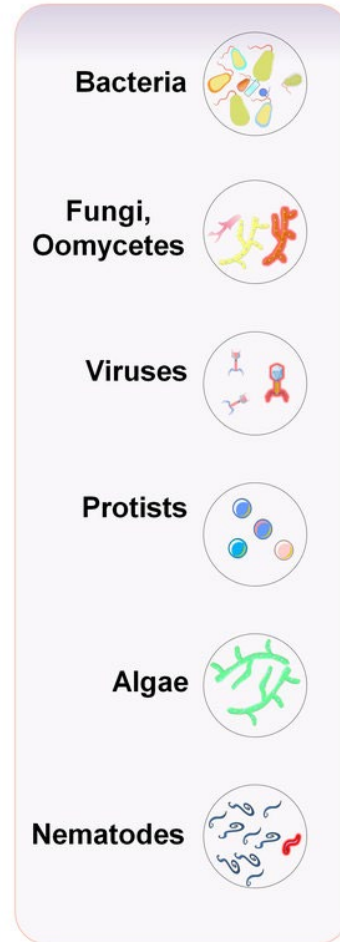 Bacteria
Fungi,
Oomycetes
Viruses
Protists
Algae
Nematodes